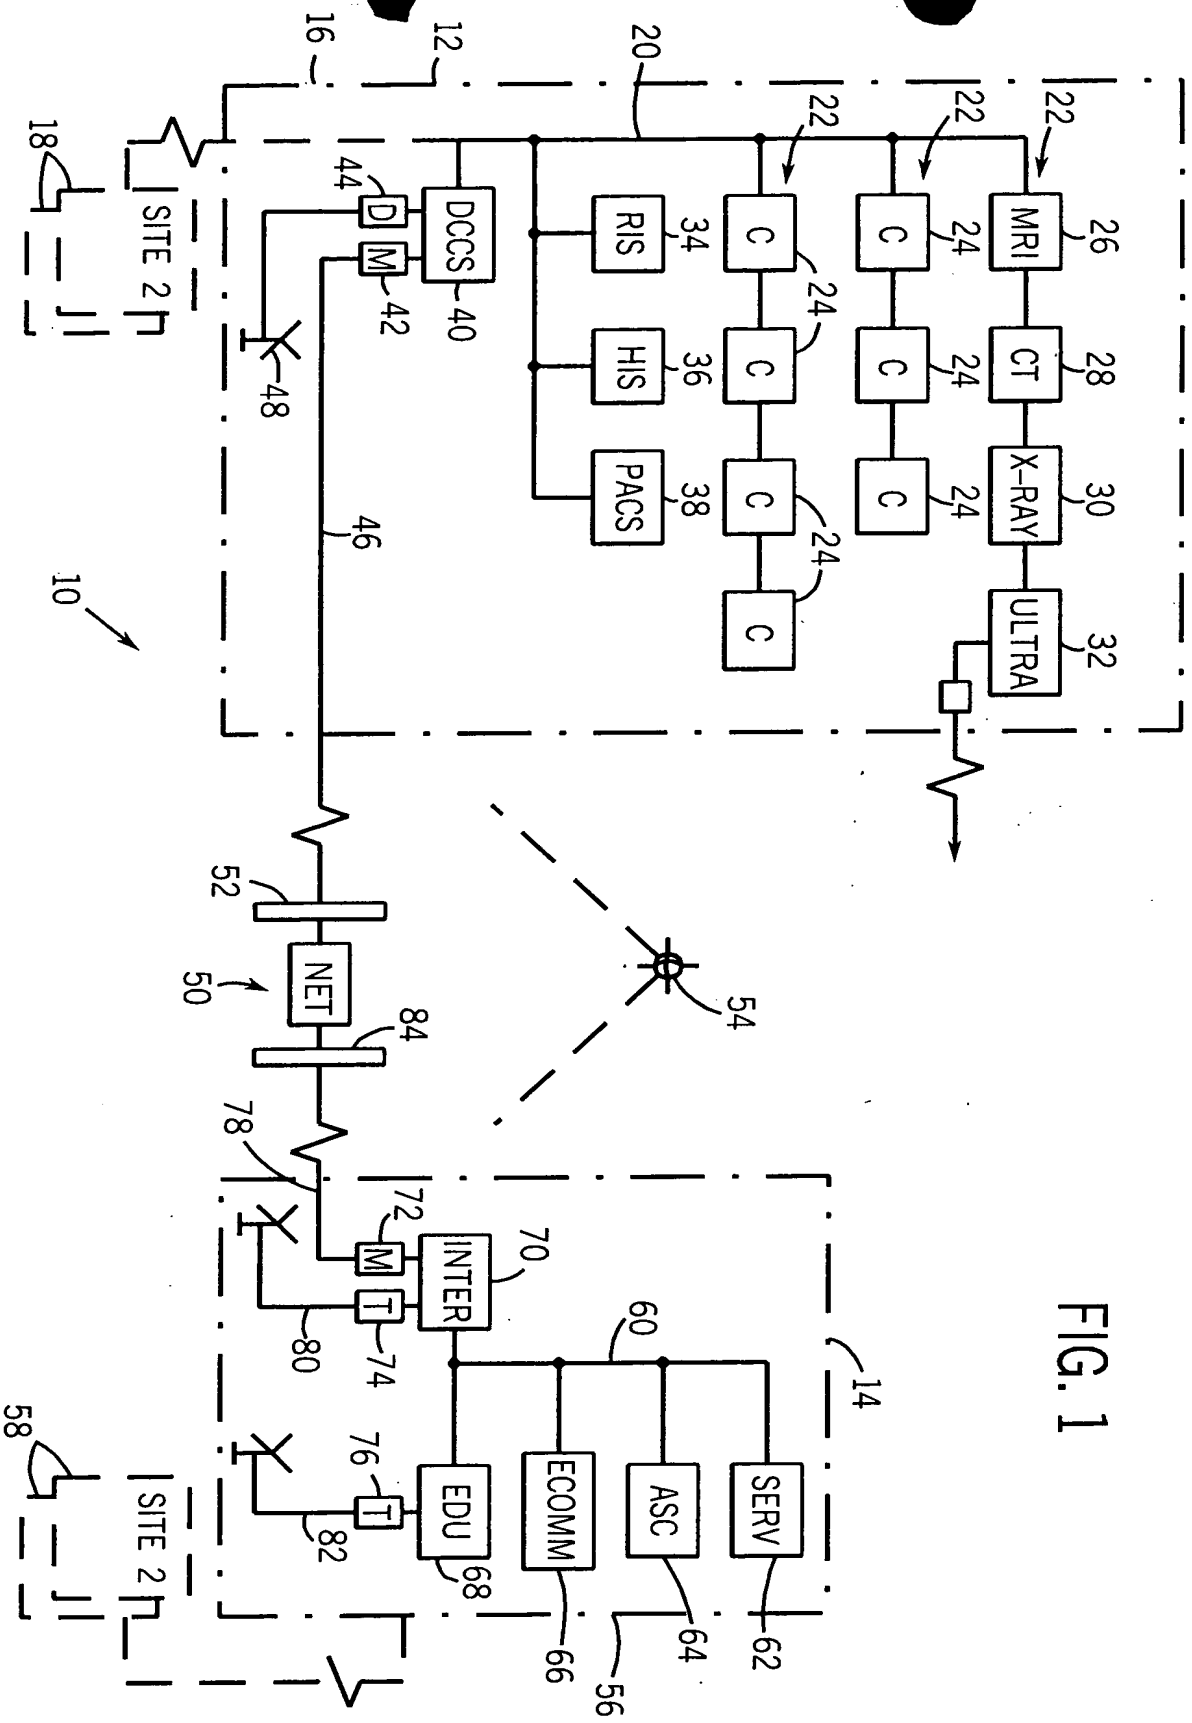 FIG. 1
26 28 30 32
22
MRI CT X-RAY ULTRA
22 24 24 24
C C C
14
22 24 24 24
C C C C
SERV 62
54
34 36 38
ASC 64
20
60
RIS HIS PACS
56
ECOMM 66
70
12
DCCS 40
INTER
EDU 68
84
72
D M 42
M T T
44
46
74
76
16
NET
80
82
48
52
78
50
SITE 2
SITE 2
10
18
58